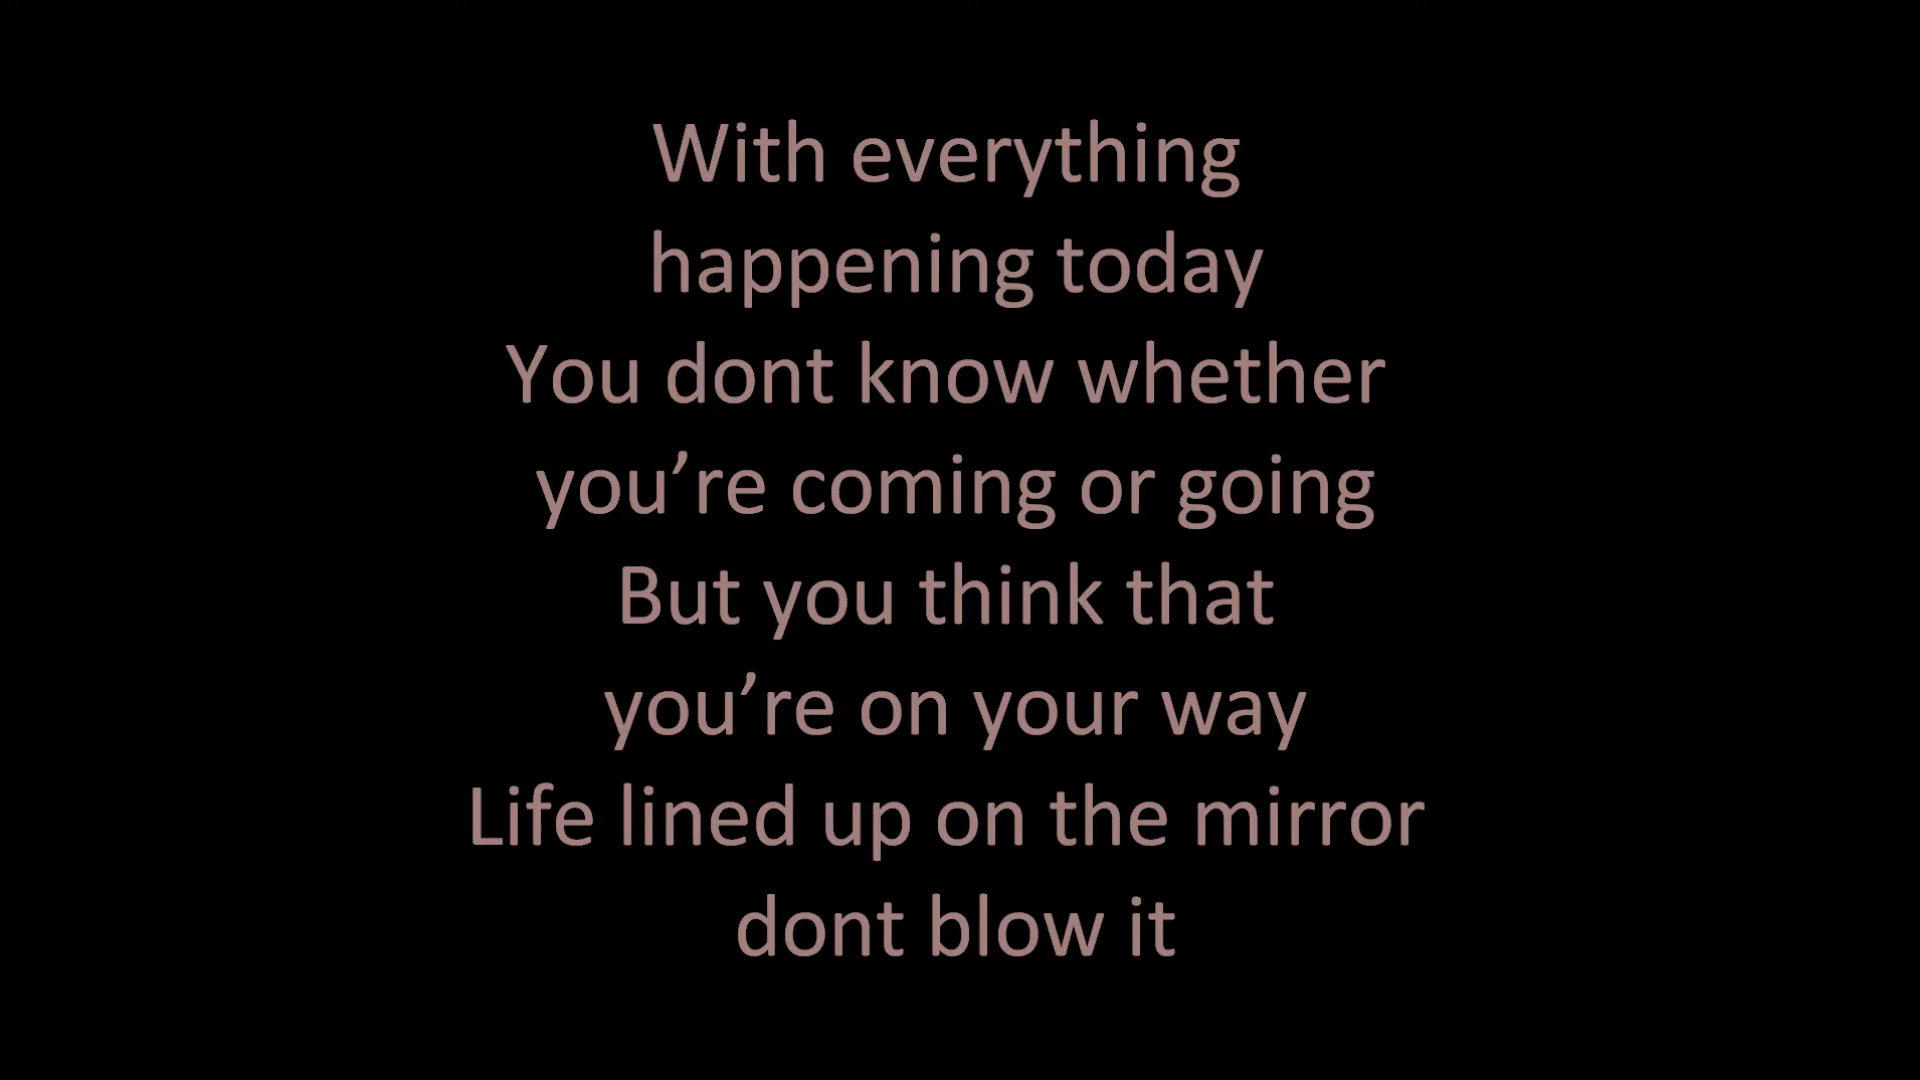 With everything
happening today
You dont know whether
you’re coming or going
But you think that
you’re on your way
Life lined up on the mirror
dont blow it